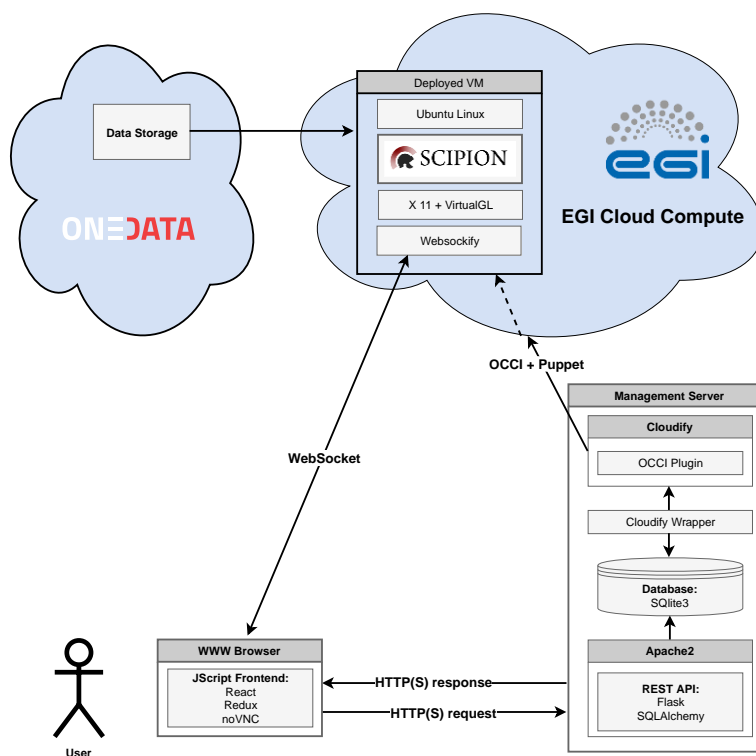 Deployed VM
Ubuntu Linux
Data Storage
SCIPION
egi
X 11 + VirtualGL
EGI Cloud Compute
ONEDATA
Websockify
OCCI + Puppet
Management Server
Cloudify
WebSocket
OCCI Plugin
Cloudify Wrapper
Database:
SQlite3
WWW Browser
Apache2
JScript Frontend:
React
Redux
noVNC
HTTP(S) response
HTTP(S) request
REST API:
Flask
SQLAlchemy
User